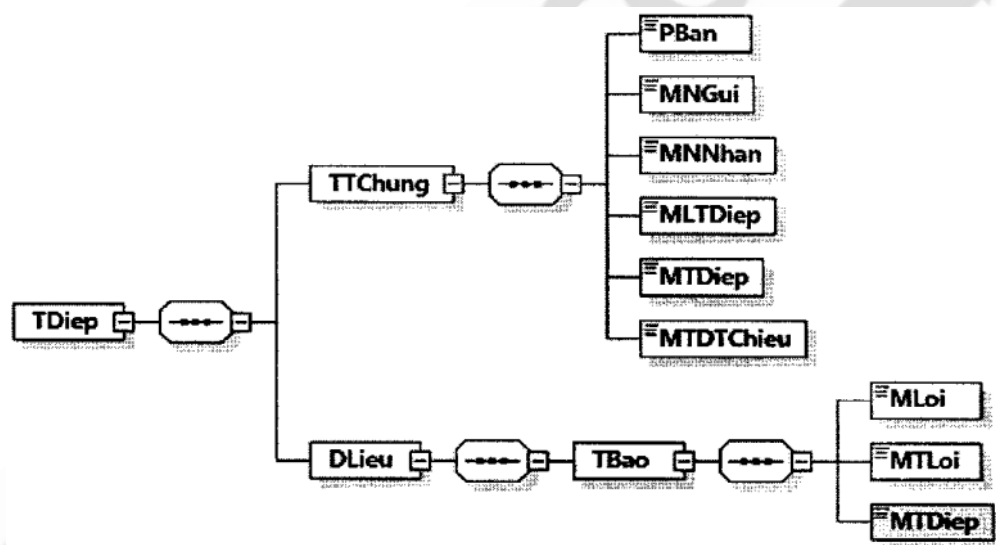 PBan
MNGui
MNNhan
TTChung
MLTDiep
MTDiep
TDiep
MTDTChieu
MLoi
DLieu
TBao
MTLoi
MTDiep